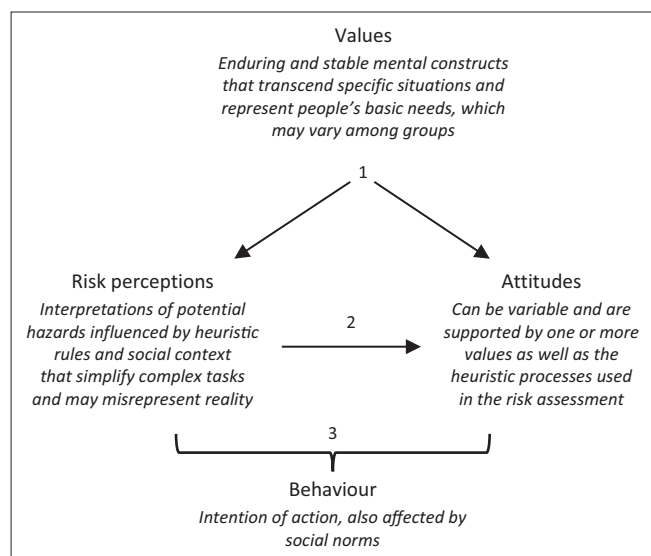 Values
Enduring and stable mental constructs
that transcend specific situations and
represent people's basic needs, which
may vary among groups
1
Risk perceptions
Interpretations of potential
hazards influenced by heuristic
rules and social context
that simplify complex tasks
and may misrepresent reality
2
Attitudes
Can be variable and are
supported by one or more
values as well as the
heuristic processes used
in the risk assessment
3
Behaviour
Intention of action, also affected by
social norms